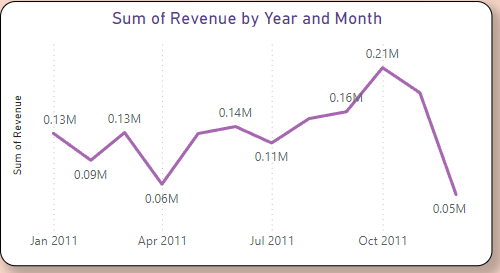 Sum of Revenue by Year and Month
Sum of Revenue
0.13M
0.09M
0.13M
0.06M
0.14M
0.11M
0.16M
0.21M
0.05M
Jan 2011
Apr 2011
Jul 2011
Oct 2011